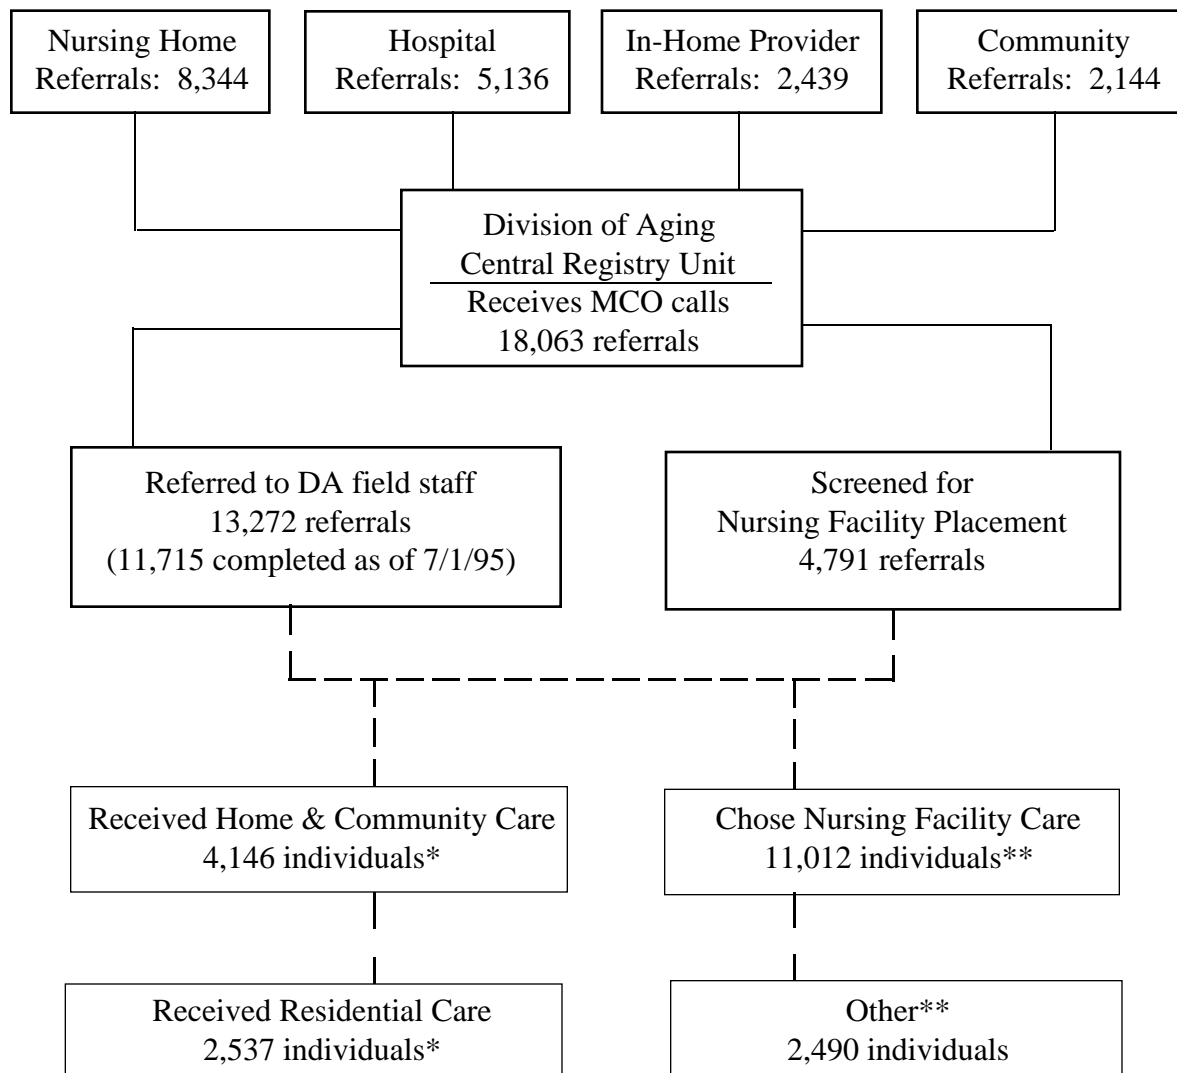 Nursing Home
Referrals:  8,344
Hospital
Referrals:  5,136
In-Home Provider
Referrals:  2,439
Community
Referrals:  2,144
Division of Aging
Central Registry Unit
Receives MCO calls
18,063 referrals
Referred to DA field staff
13,272 referrals
(11,715 completed as of 7/1/95)
Screened for
Nursing Facility Placement
4,791 referrals
Received Home & Community Care
4,146 individuals*
Chose Nursing Facility Care
11,012 individuals**
Received Residential Care
2,537 individuals*
Other**
2,490 individuals